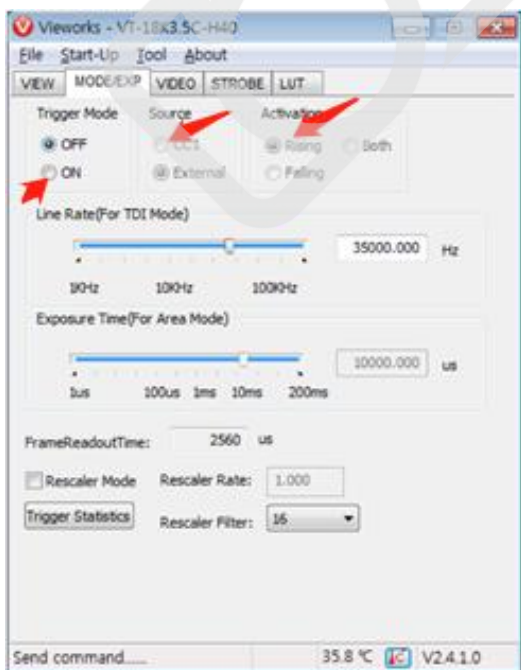 Vieworks - VT-18K3.5C-H40
File Start-Up Tool About
VIEW MODE/EXP VIDEO STROBE LUT
Trigger Mode Source Activation
OFF CC1 Rising Both
ON External Falling
Line Rate(For TDI Mode)
35000.000 Hz
1KHz 10KHz 100KHz
Exposure Time(For Area Mode)
10000.000 us
1us 100us 1ms 10ms 200ms
FrameReadoutTime: 2560 us
Rescaler Mode Rescaler Rate: 1.000
Trigger Statistics Rescaler Filter: 16
Send command...... 35.8 ℃ V2.4.1.0